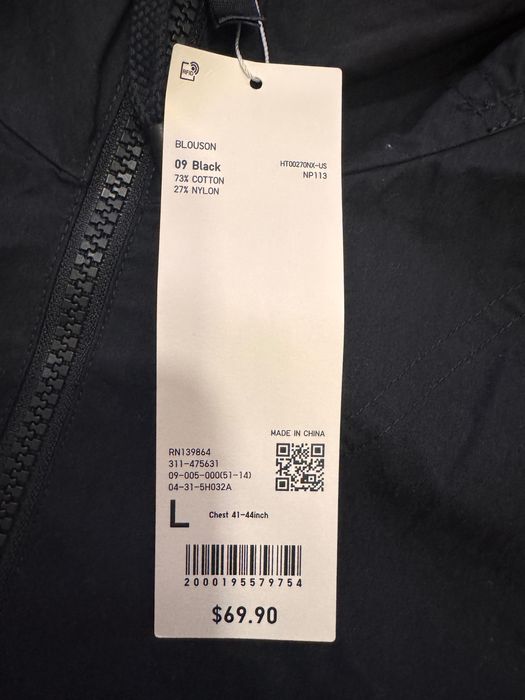 RFID
BLOUSON
09 Black HT00270NX-US
73% COTTON NP113
27% NYLON
MADE IN CHINA
RN139864
311-475631
09-005-000(51-14)
04-31-5H032A
L Chest 41-44inch
2000195579754
$69.90